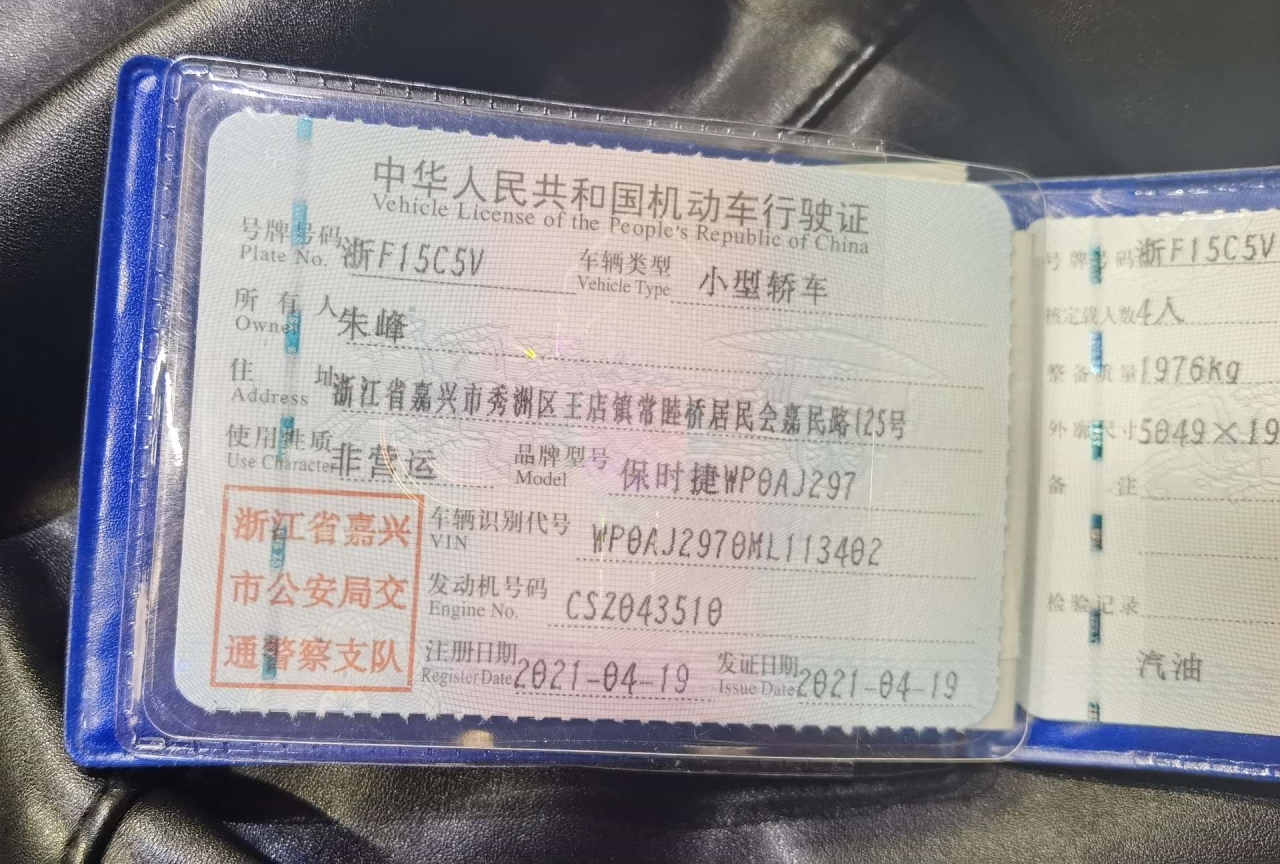 中华人民共和国机动车行驶证
Vehicle License of the People's Republic of China
号牌号码 浙F15C5V 车辆类型 小型轿车
Plate No. Vehicle Type
所有人 朱峰
Owner
住址 浙江省嘉兴市秀洲区王店镇常睦桥居民会嘉民路125号
Address
使用性质 非营运 品牌型号 保时捷WP0AJ297
Use Character Model
浙江省嘉兴
市公安局交
通警察支队
车辆识别代号 WP0AJ2970ML113402
VIN
发动机号码 CSZ043510
Engine No.
注册日期 2021-04-19 发证日期 2021-04-19
Register Date Issue Date
号牌号码 浙F15C5V
核定载人数 4人
整备质量 1976kg
外廓尺寸 5049×19
备注
检验记录
汽油